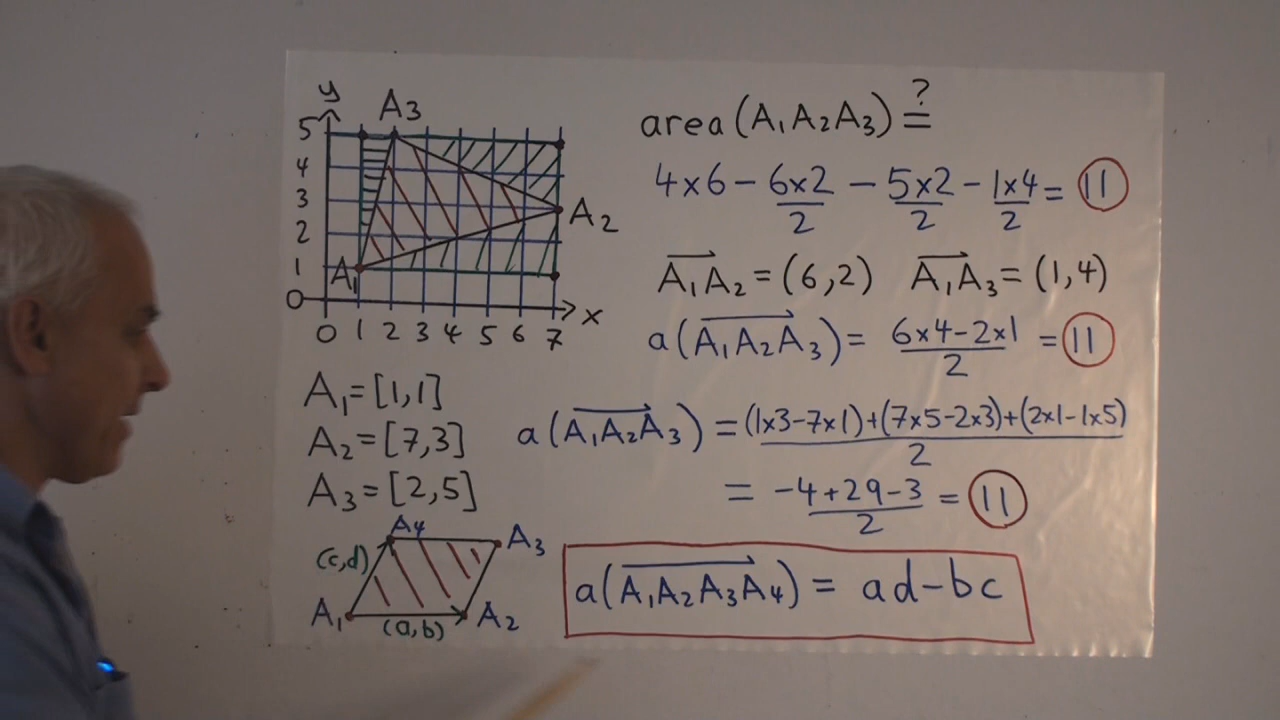 y
A3
5
4
3
2
1
0
A2
A1
x
0 1 2 3 4 5 6 7
area(A1A2A3) =?
4×6 − 6×2/2 − 5×2/2 − 1×4/2 = 11
A1A2 = (6,2) A1A3 = (1,4)
a(A1A2A3) = 6×4−2×1/2 = 11
A1=[1,1]
A2=[7,3]
A3=[2,5]
a(A1A2A3) = (1×3−7×1)+(7×5−2×3)+(2×1−1×5)/2
= −4+29−3/2 = 11
A4
A3
(c,d)
A1
(a,b)
A2
a(A1A2A3A4) = ad−bc